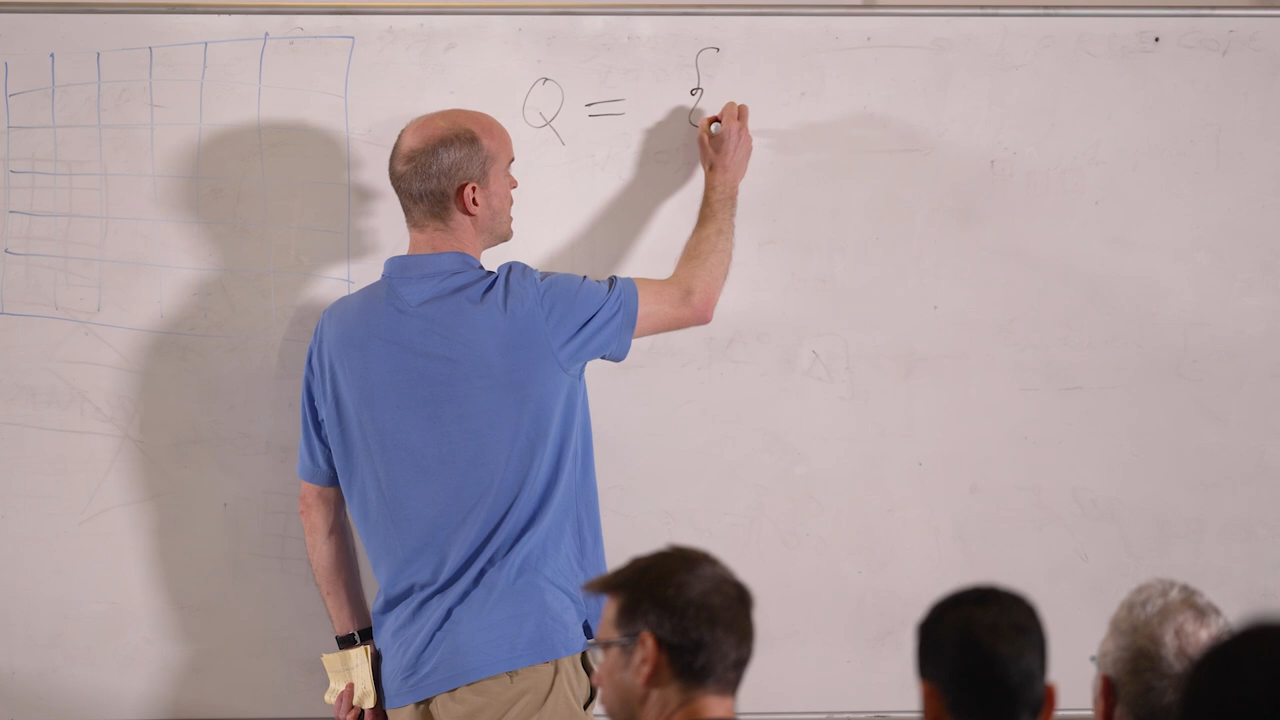 Q = {